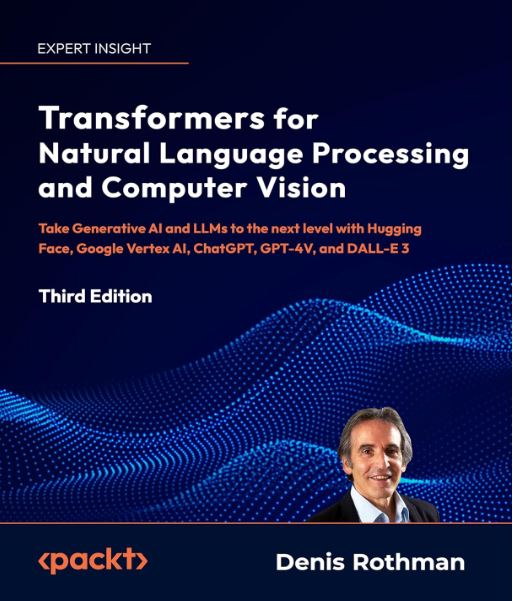 EXPERT INSIGHT
Transformers for
Natural Language Processing
and Computer Vision
Take Generative AI and LLMs to the next level with Hugging
Face, Google Vertex AI, ChatGPT, GPT-4V, and DALL-E 3
Third Edition
<packt>
Denis Rothman